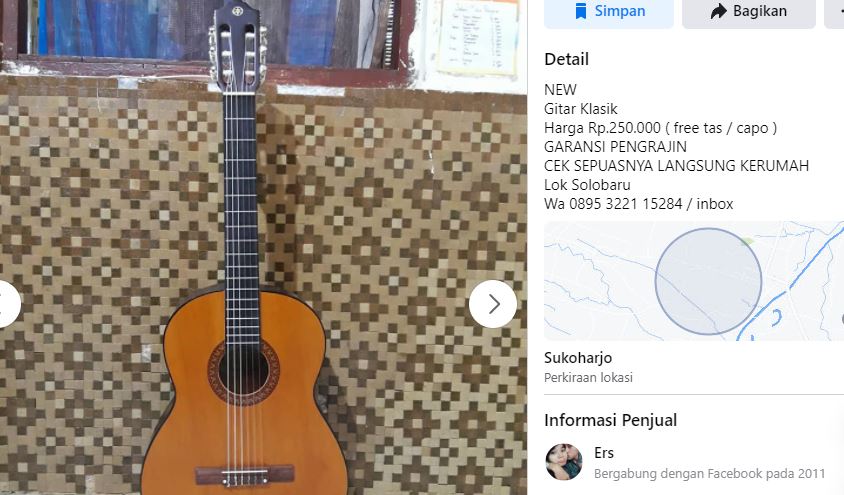 Simpan
Bagikan
Detail
NEW
Gitar Klasik
Harga Rp.250.000 ( free tas / capo )
GARANSI PENGRAJIN
CEK SEPUASNYA LANGSUNG KERUMAH
Lok Solobaru
Wa 0895 3221 15284 / inbox
Sukoharjo
Perkiraan lokasi
Informasi Penjual
Ers
Bergabung dengan Facebook pada 2011